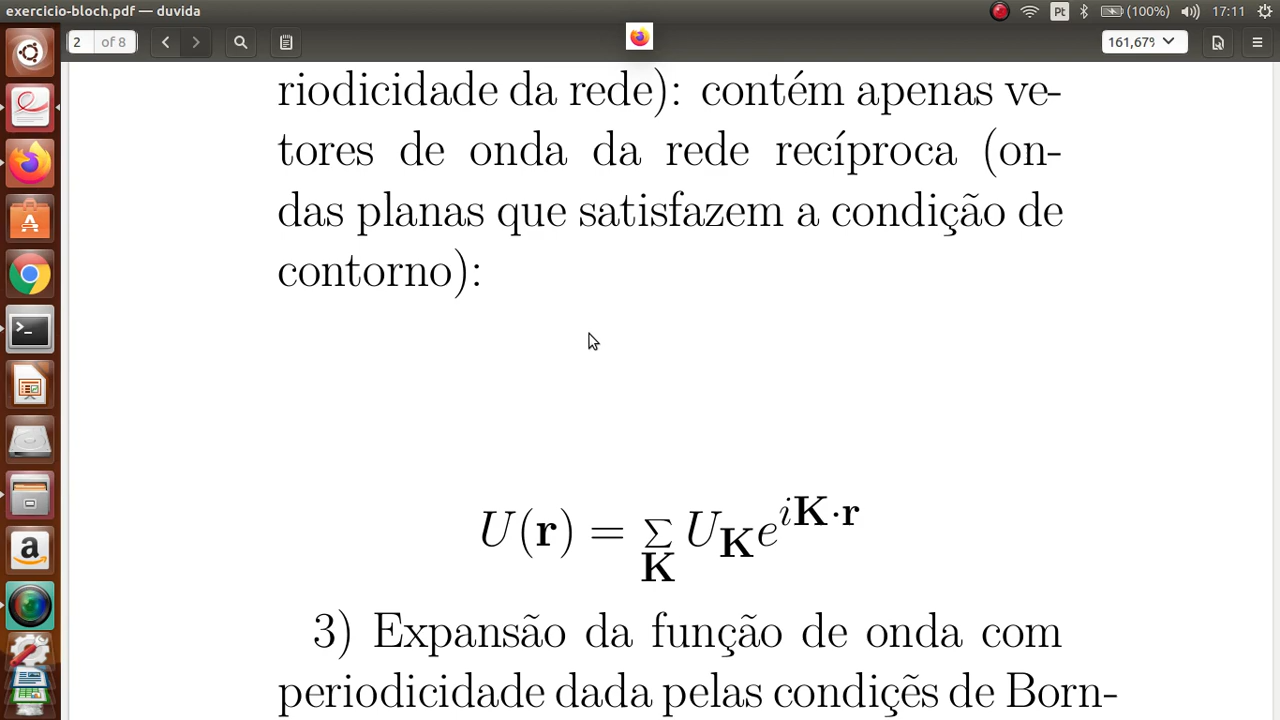 exercicio-bloch.pdf — duvida
Pt
(100%)
17:11
2 of 8
161,67%
riodicidade da rede): contém apenas ve-
tores de onda da rede recíproca (on-
das planas que satisfazem a condição de
contorno):
U(r) = ∑ U_K e^{iK·r}
K
3) Expansão da função de onda com
periodicidade dada pelas condiçẽs de Born-